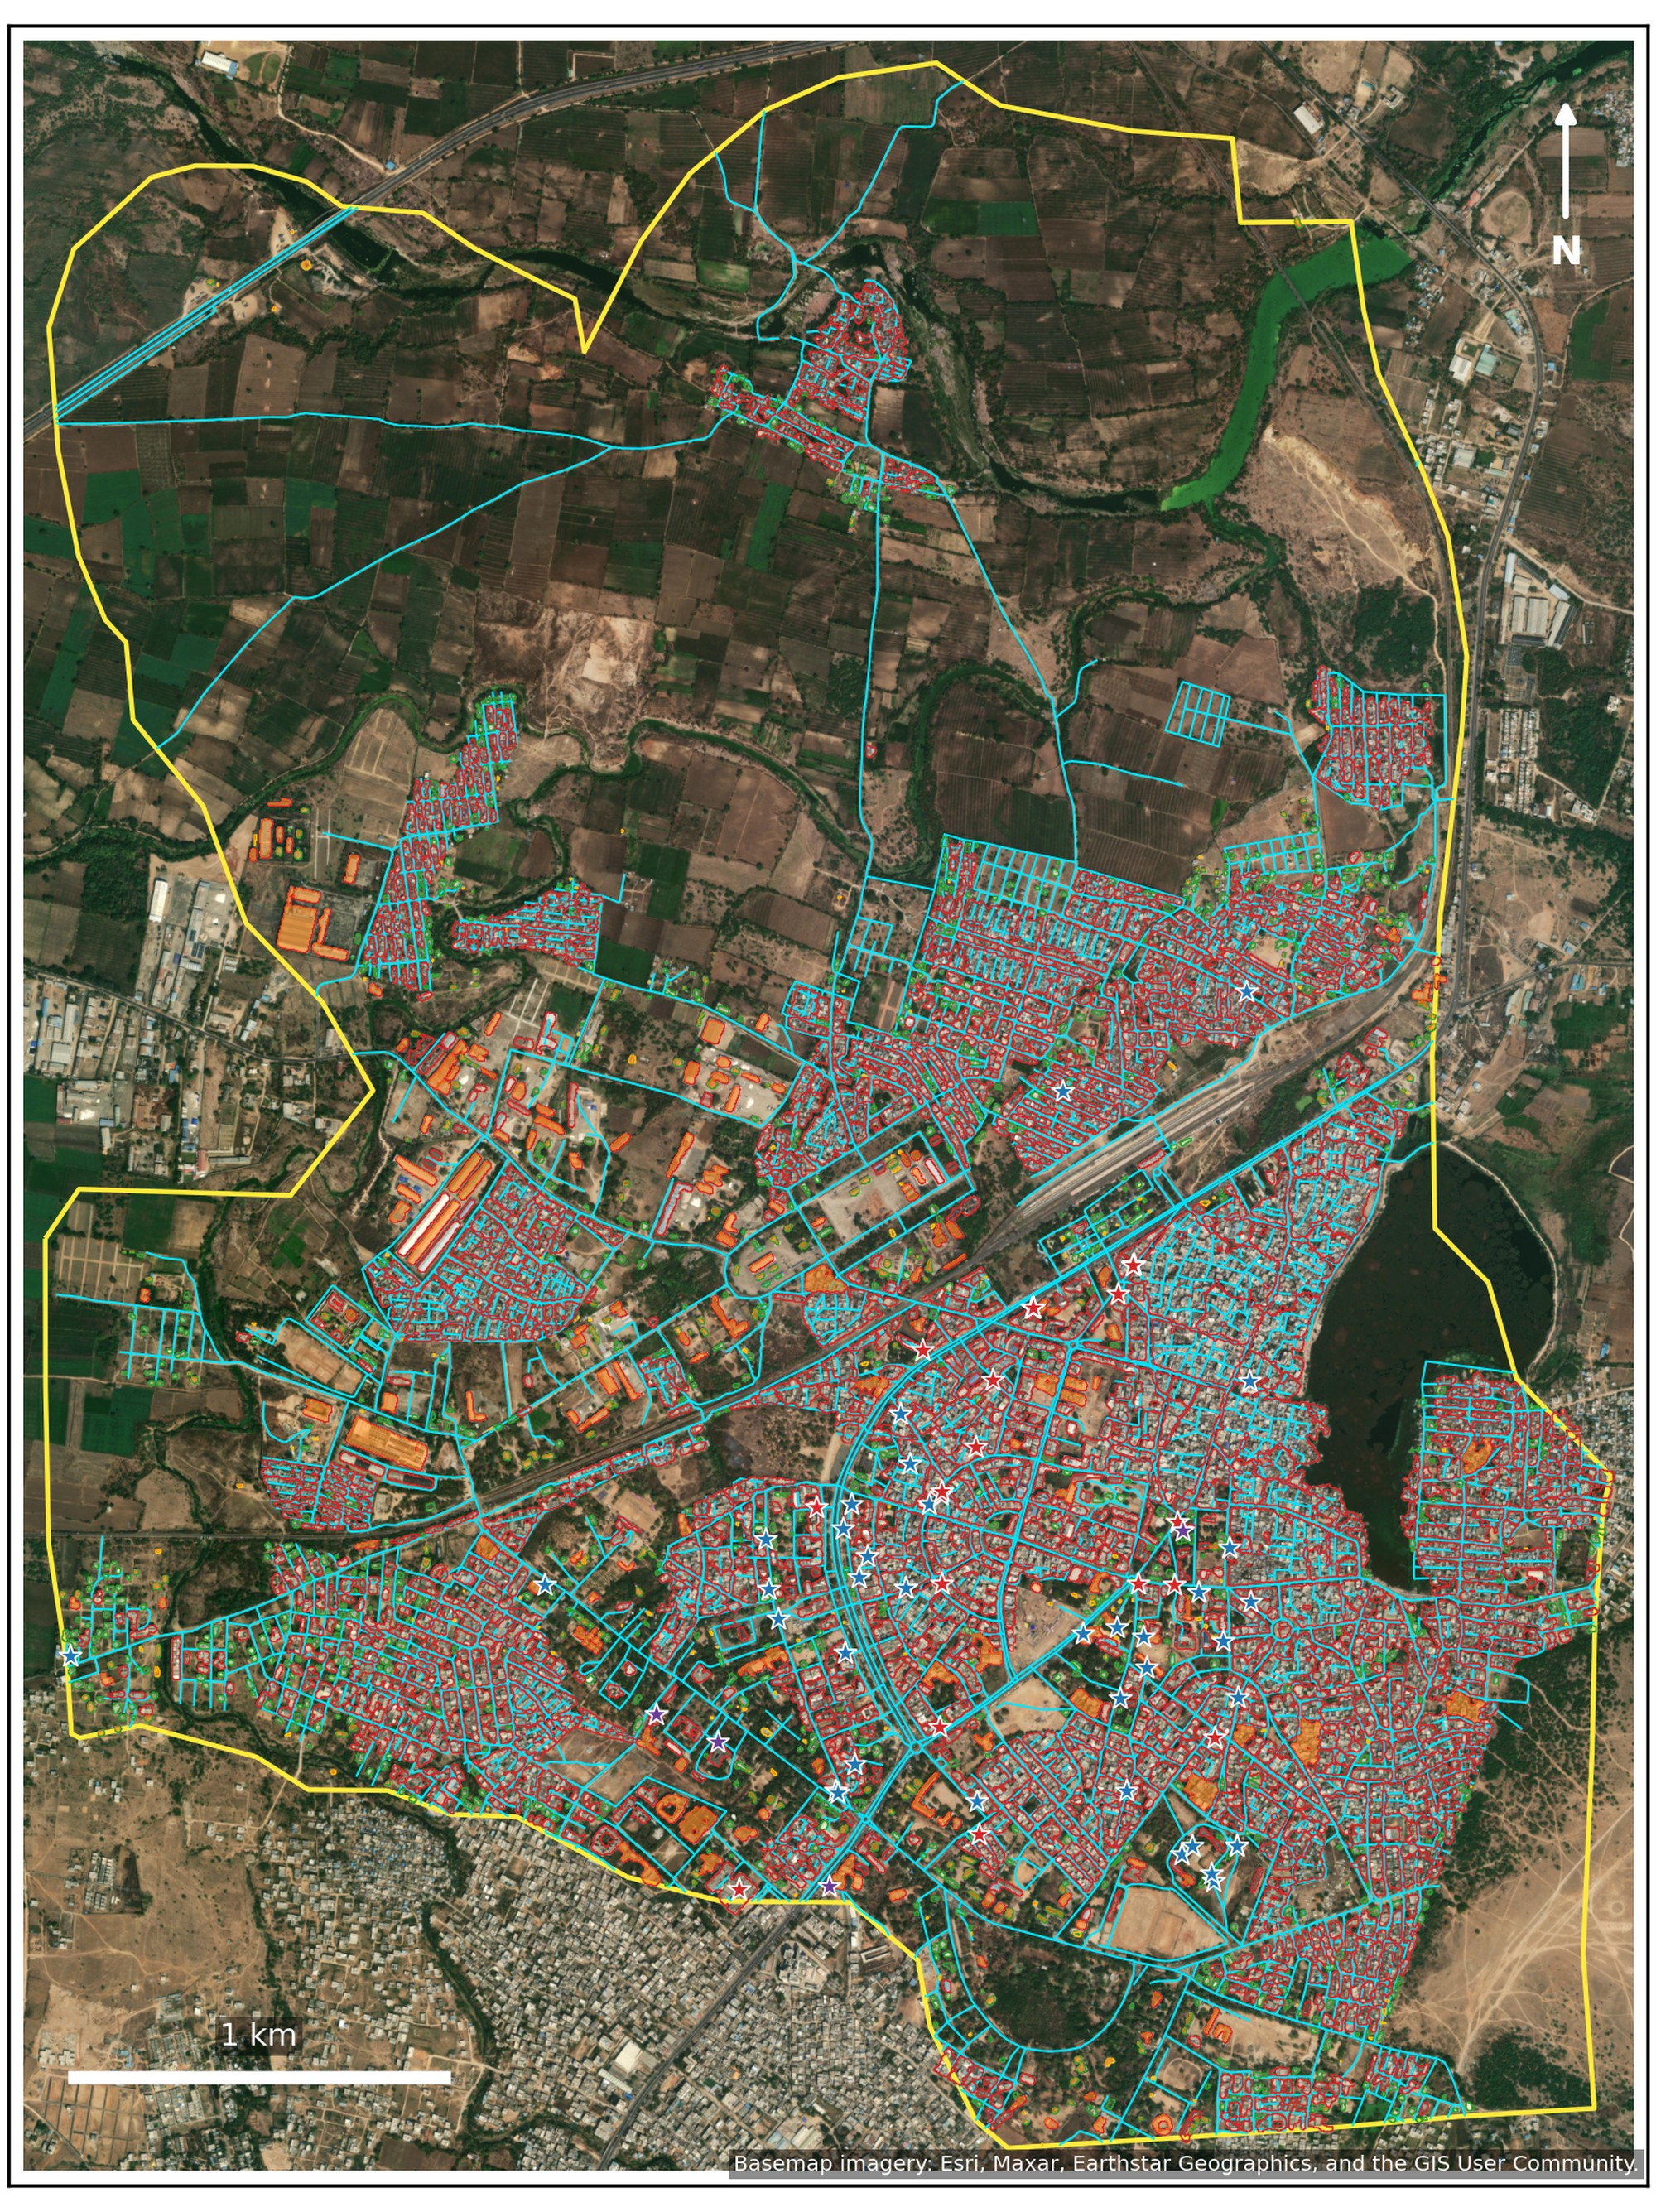 N
1 km
Basemap imagery: Esri, Maxar, Earthstar Geographics, and the GIS User Community.